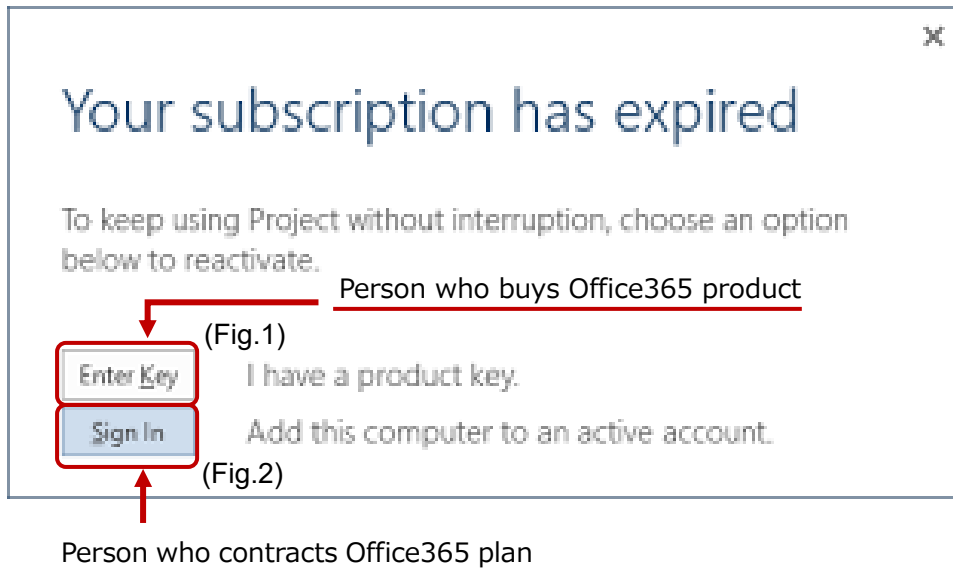 Your subscription has expired
To keep using Project without interruption, choose an option
below to reactivate.
Person who buys Office365 product
(Fig.1)
Enter Key I have a product key.
Sign In Add this computer to an active account.
(Fig.2)
Person who contracts Office365 plan